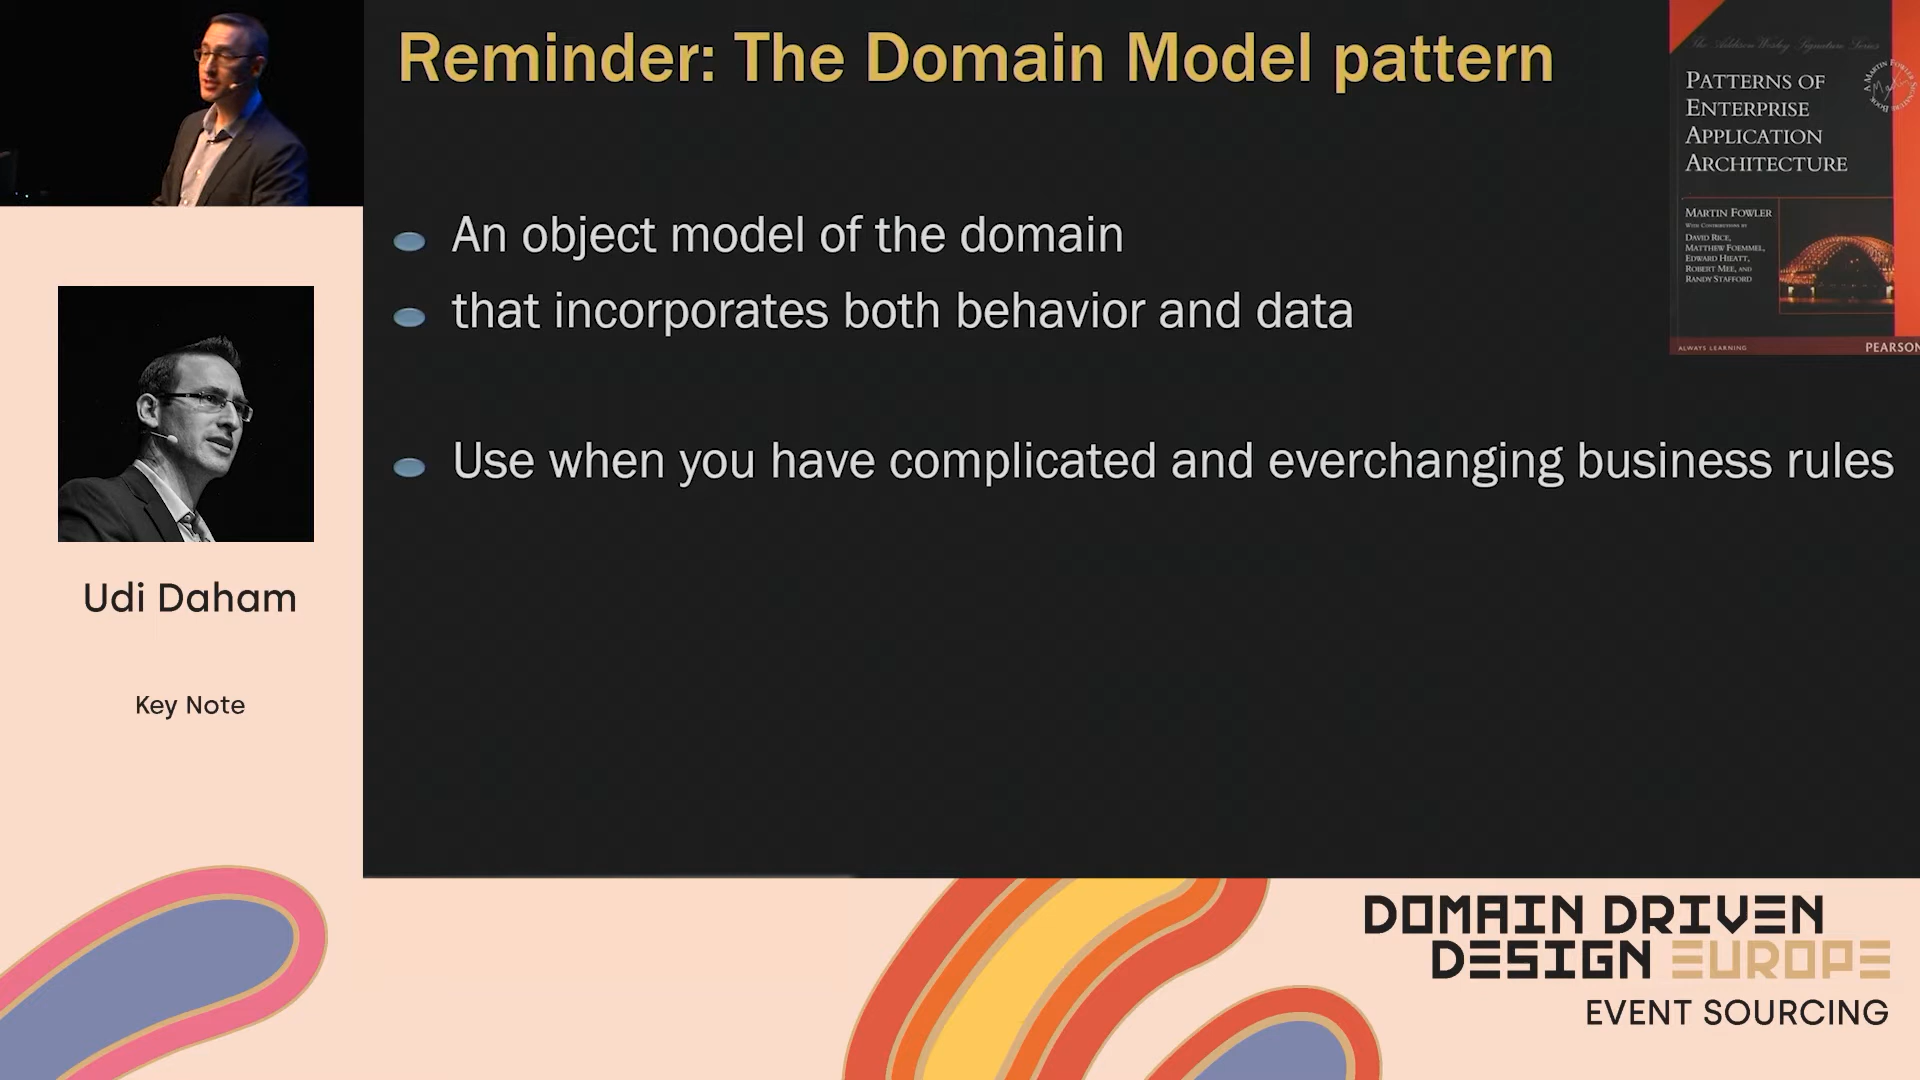 Reminder: The Domain Model pattern
The Addison Wesley Signature Series
PATTERNS OF
ENTERPRISE
APPLICATION
ARCHITECTURE
MARTIN FOWLER
WITH CONTRIBUTIONS BY
DAVID RICE,
MATTHEW FOEMMEL,
EDWARD HIEATT,
ROBERT MEE, AND
RANDY STAFFORD
ALWAYS LEARNING
PEARSON
An object model of the domain
that incorporates both behavior and data
Use when you have complicated and everchanging business rules
Udi Daham
Key Note
DOMAIN DRIVEN
DESIGN EUROPE
EVENT SOURCING